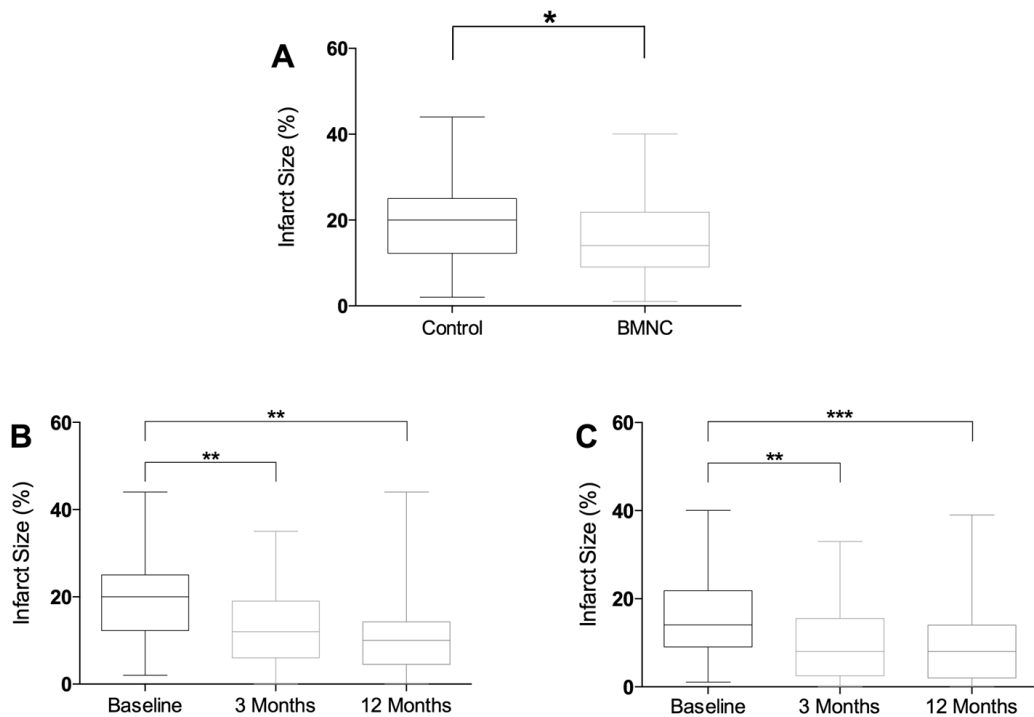 *
A
60
40
20
0
Infarct Size (%)
Control BMNC
B
**
**
60
40
20
0
Infarct Size (%)
Baseline 3 Months 12 Months
C
***
**
60
40
20
0
Infarct Size (%)
Baseline 3 Months 12 Months